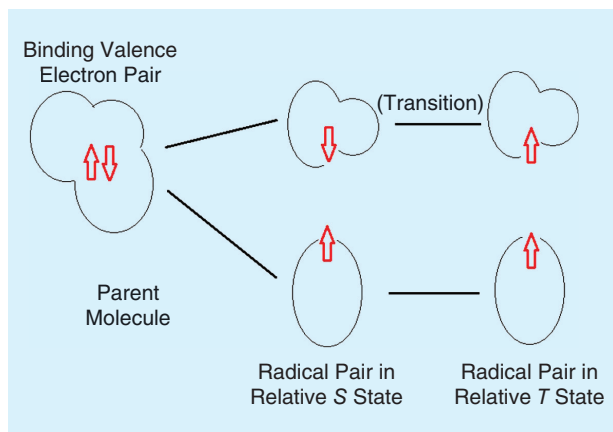 Binding Valence
Electron Pair
(Transition)
Parent
Molecule
Radical Pair in
Relative S State
Radical Pair in
Relative T State